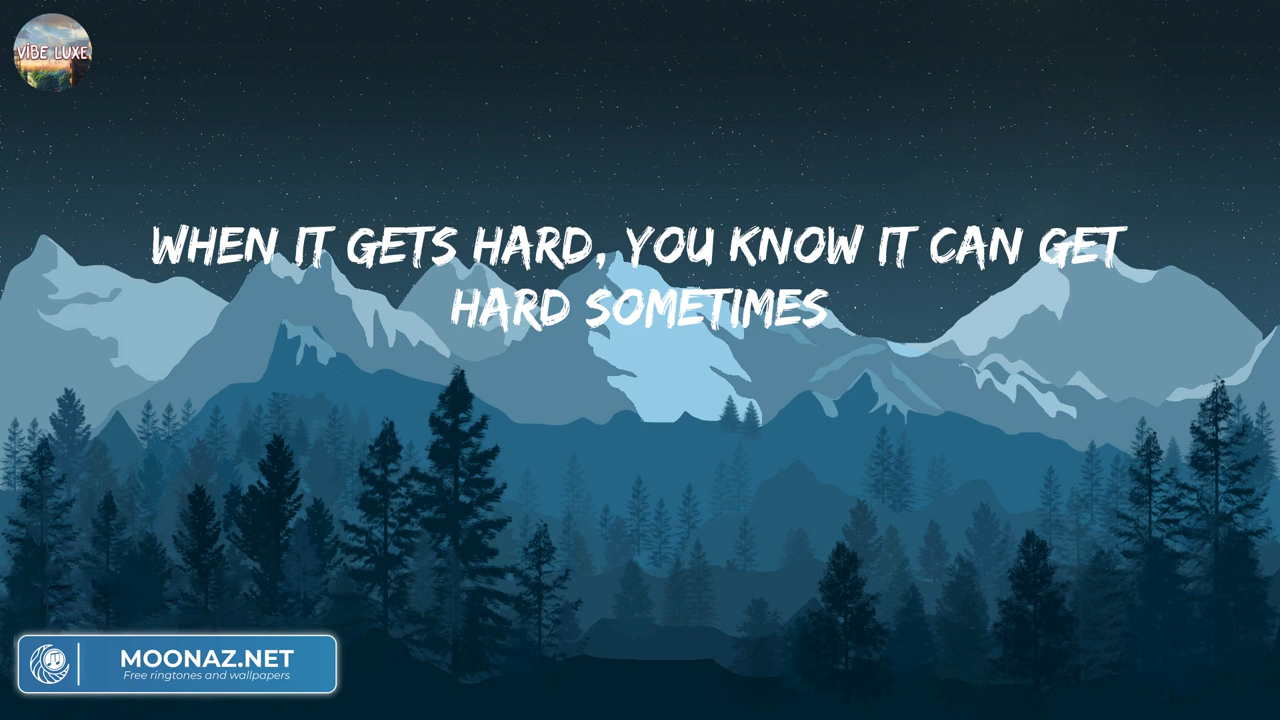 VIBE LUXE
WHEN IT GETS HARD, YOU KNOW IT CAN GET
HARD SOMETIMES
MOONAZ.NET
Free ringtones and wallpapers